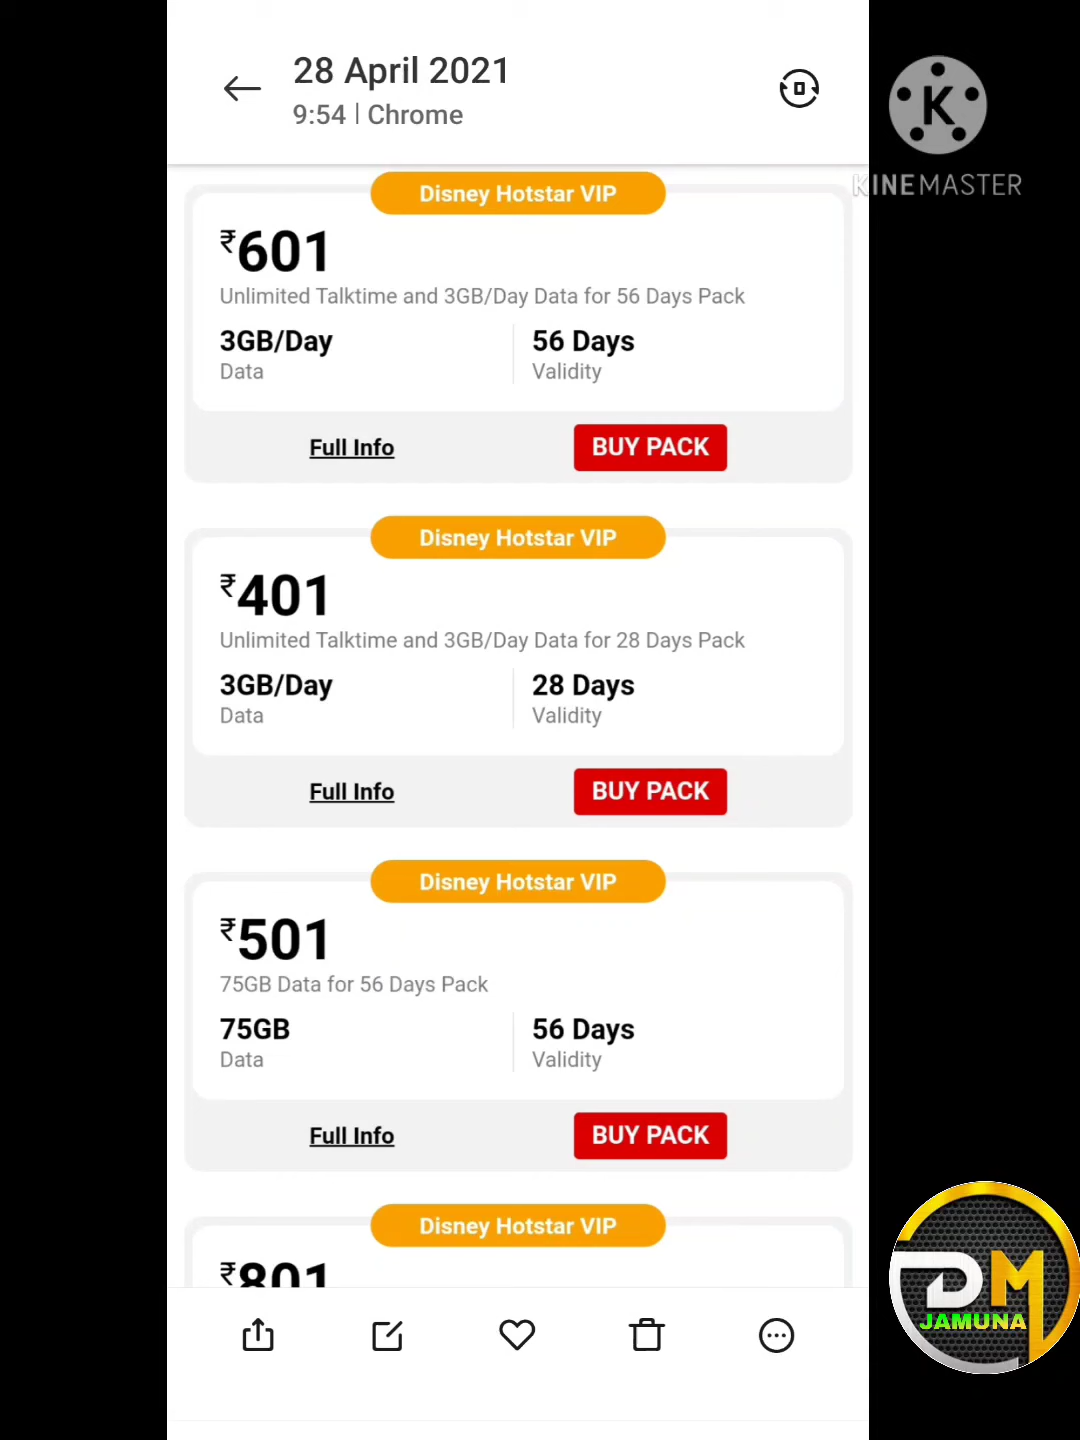 28 April 2021
9:54 | Chrome
K
KINEMASTER
Disney Hotstar VIP
₹601
Unlimited Talktime and 3GB/Day Data for 56 Days Pack
3GB/Day
Data
56 Days
Validity
Full Info
BUY PACK
Disney Hotstar VIP
₹401
Unlimited Talktime and 3GB/Day Data for 28 Days Pack
3GB/Day
Data
28 Days
Validity
Full Info
BUY PACK
Disney Hotstar VIP
₹501
75GB Data for 56 Days Pack
75GB
Data
56 Days
Validity
Full Info
BUY PACK
Disney Hotstar VIP
₹801
DM
JAMUNA